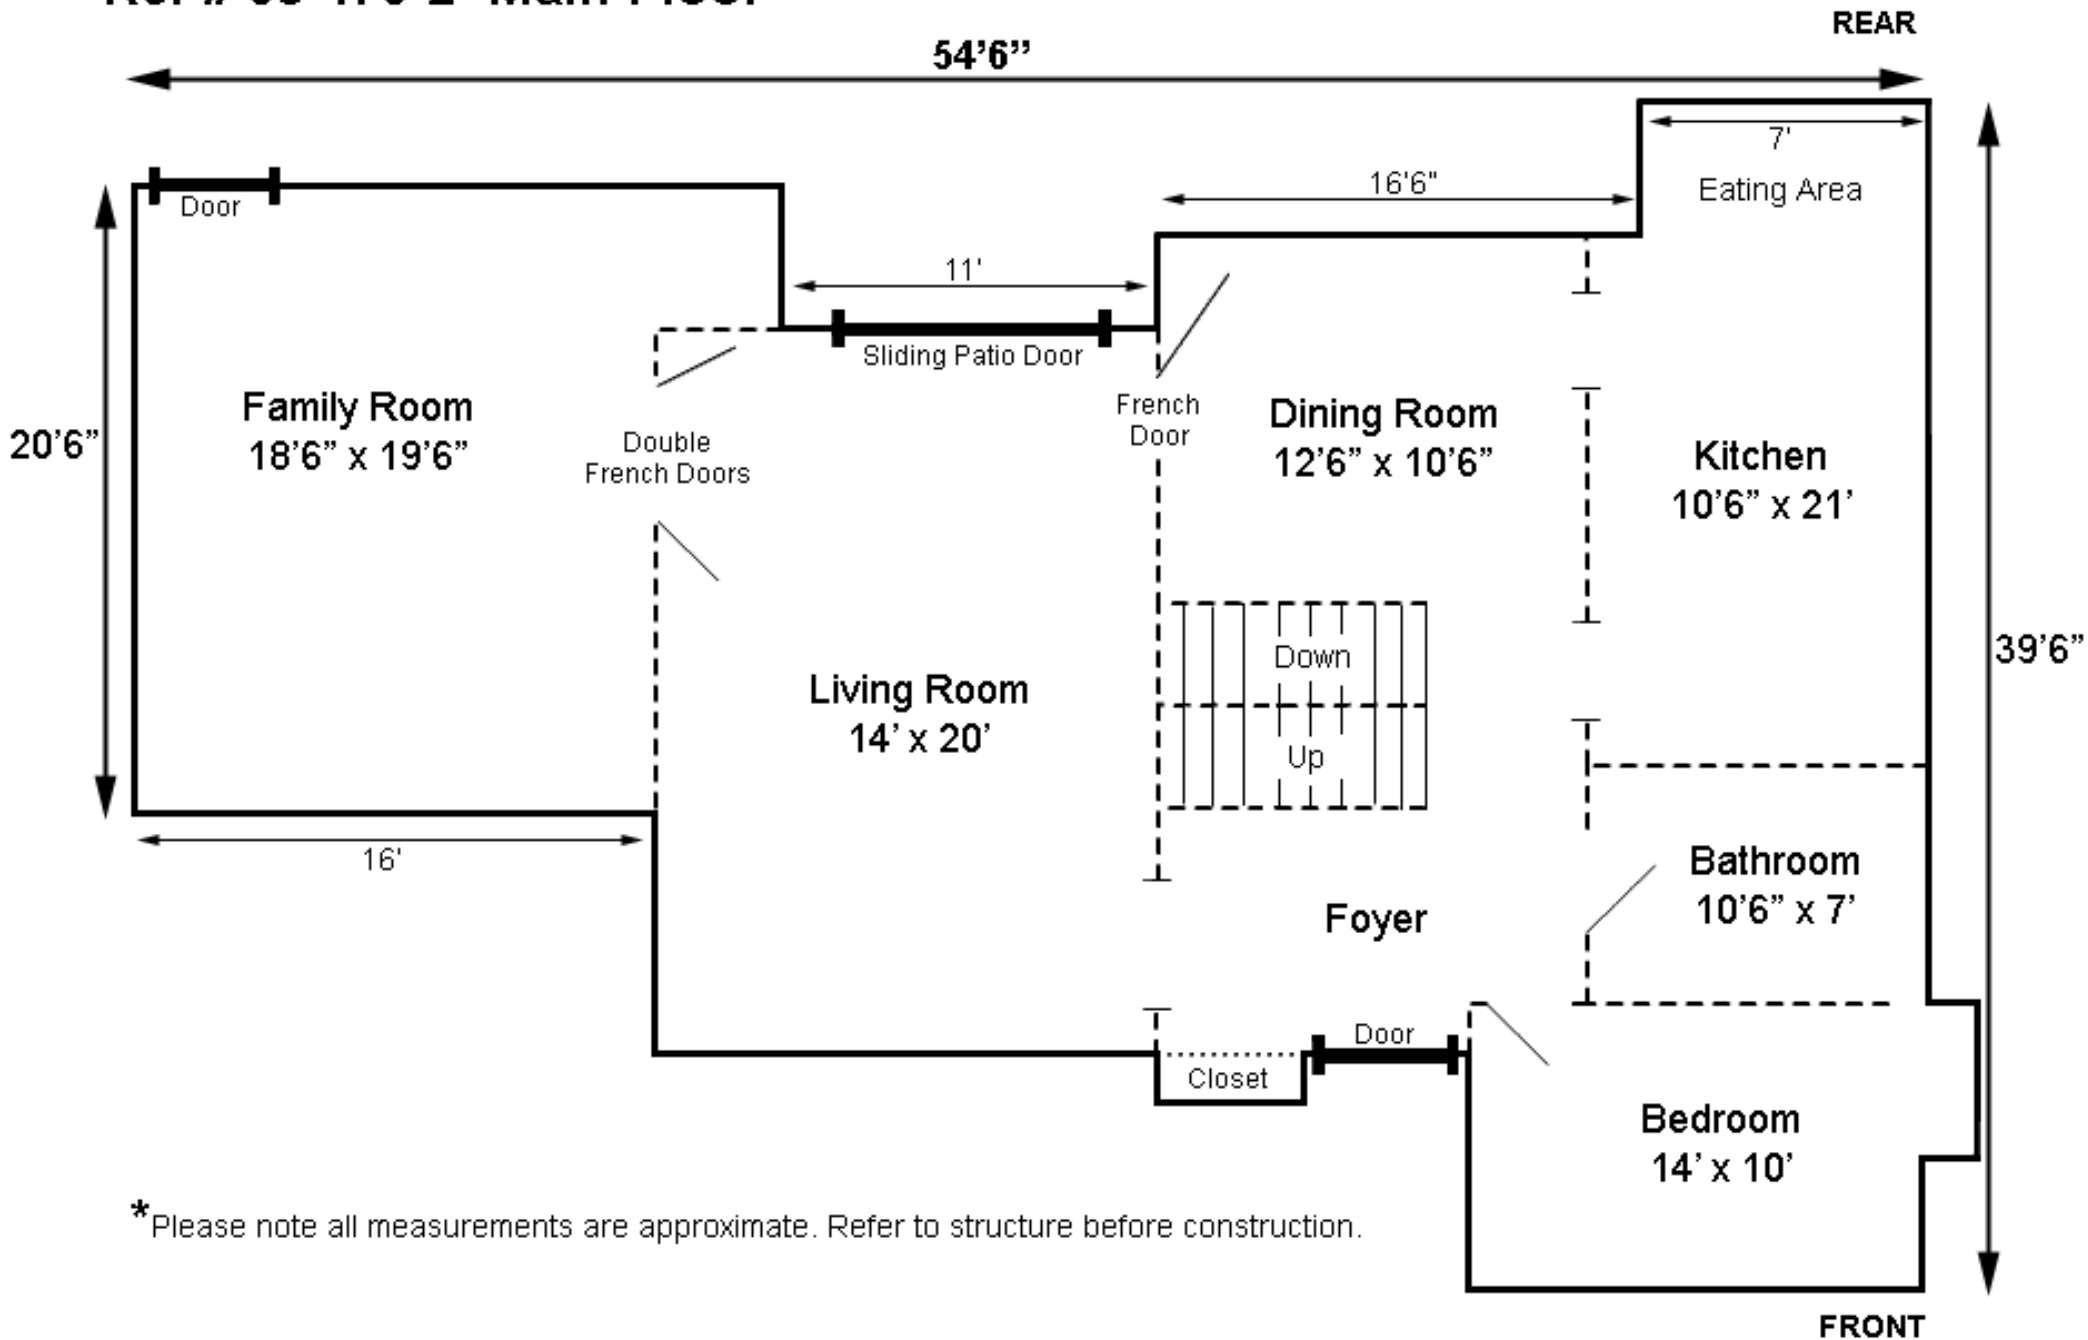 REAR
54'6”
7'
Eating Area
16'6"
Door
11'
Sliding Patio Door
Family Room
18'6” x 19'6”
20'6”
Double
French Doors
French
Door
Dining Room
12'6” x 10'6”
Kitchen
10'6” x 21'
39'6”
Down
Up
Living Room
14' x 20'
16'
Bathroom
10'6” x 7'
Foyer
Door
Closet
Bedroom
14' x 10'
*Please note all measurements are approximate. Refer to structure before construction.
FRONT